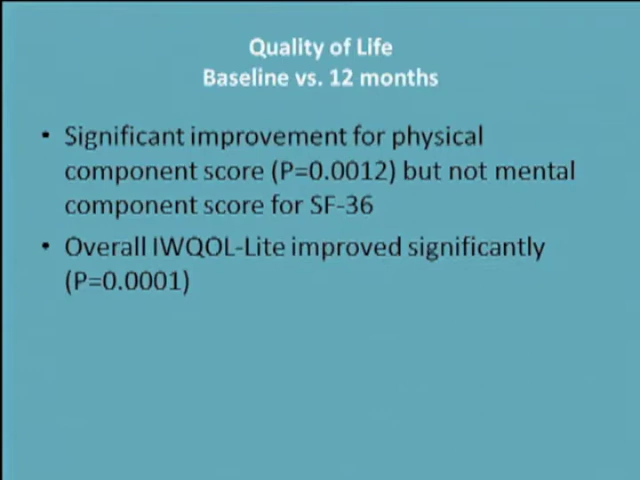 Quality of Life
Baseline vs. 12 months
• Significant improvement for physical
component score (P=0.0012) but not mental
component score for SF-36
• Overall IWQOL-Lite improved significantly
(P=0.0001)